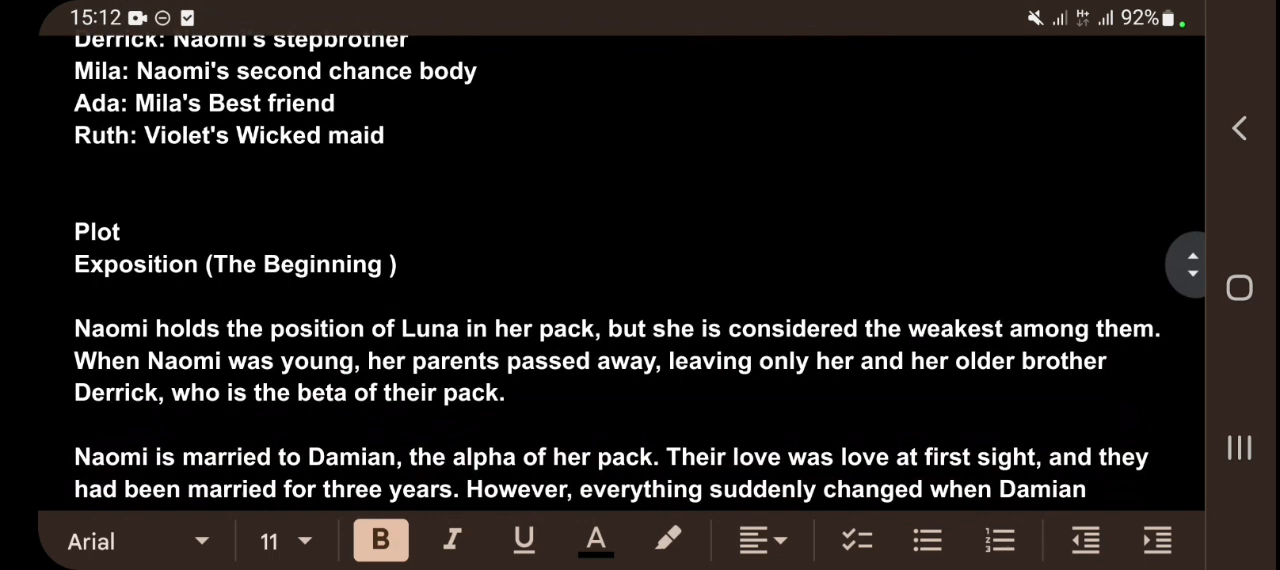 15:12 92%
Derrick: Naomi's stepbrother
Mila: Naomi's second chance body
Ada: Mila's Best friend
Ruth: Violet's Wicked maid
Plot
Exposition (The Beginning )
Naomi holds the position of Luna in her pack, but she is considered the weakest among them.
When Naomi was young, her parents passed away, leaving only her and her older brother
Derrick, who is the beta of their pack.
Naomi is married to Damian, the alpha of her pack. Their love was love at first sight, and they
had been married for three years. However, everything suddenly changed when Damian
Arial 11 B I U A